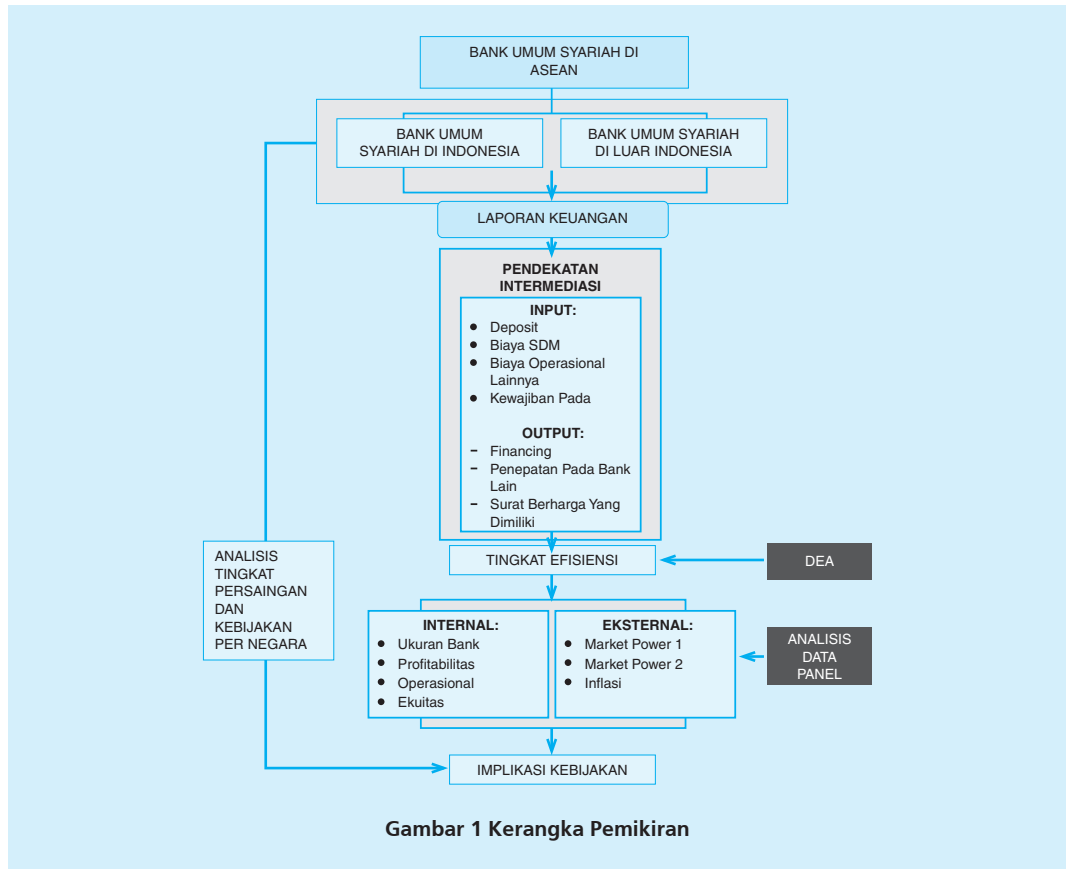 BANK UMUM SYARIAH DI
ASEAN
BANK UMUM
SYARIAH DI INDONESIA
BANK UMUM SYARIAH
DI LUAR INDONESIA
LAPORAN KEUANGAN
PENDEKATAN
INTERMEDIASI
INPUT:
● Deposit
● Biaya SDM
● Biaya Operasional
Lainnya
● Kewajiban Pada
OUTPUT:
– Financing
– Penepatan Pada Bank
Lain
– Surat Berharga Yang
Dimiliki
ANALISIS
TINGKAT
PERSAINGAN
DAN
KEBIJAKAN
PER NEGARA
TINGKAT EFISIENSI
DEA
INTERNAL:
● Ukuran Bank
● Profitabilitas
● Operasional
● Ekuitas
EKSTERNAL:
● Market Power 1
● Market Power 2
● Inflasi
ANALISIS
DATA
PANEL
IMPLIKASI KEBIJAKAN
Gambar 1 Kerangka Pemikiran